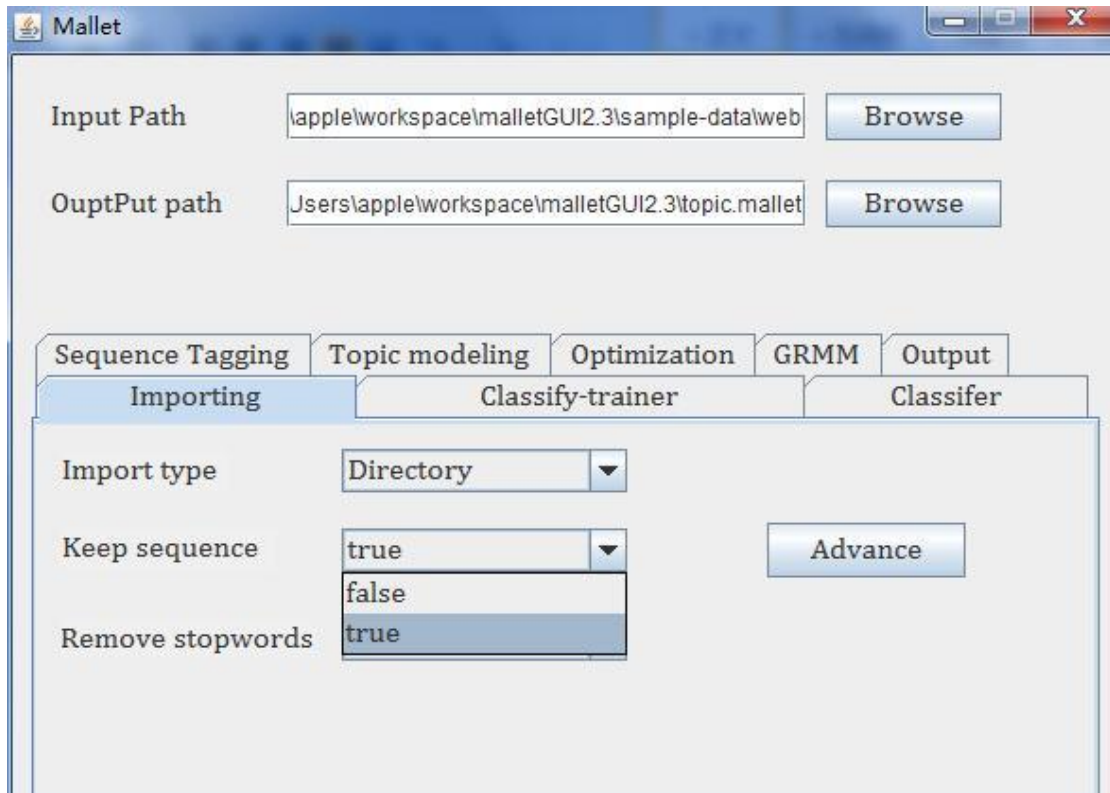 Mallet
Input Path \apple\workspace\malletGUI2.3\sample-data\web Browse
OuptPut path Jsers\apple\workspace\malletGUI2.3\topic.mallet Browse
Sequence Tagging Topic modeling Optimization GRMM Output
Importing Classify-trainer Classifer
Import type Directory
Keep sequence true Advance
false
Remove stopwords true